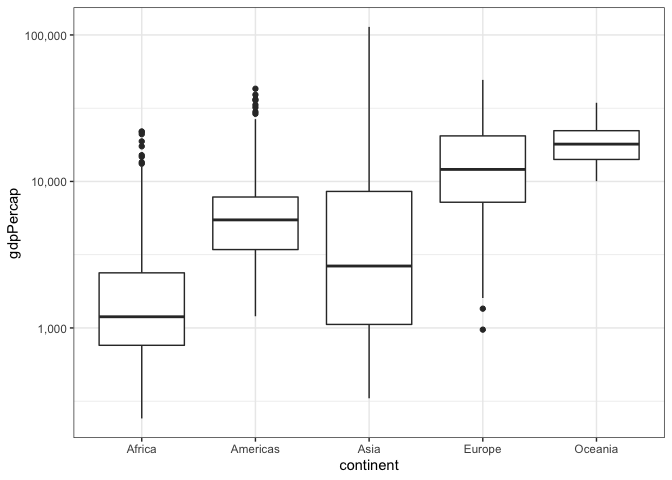 100,000
10,000
1,000
gdpPercap
Africa Americas Asia Europe Oceania
continent